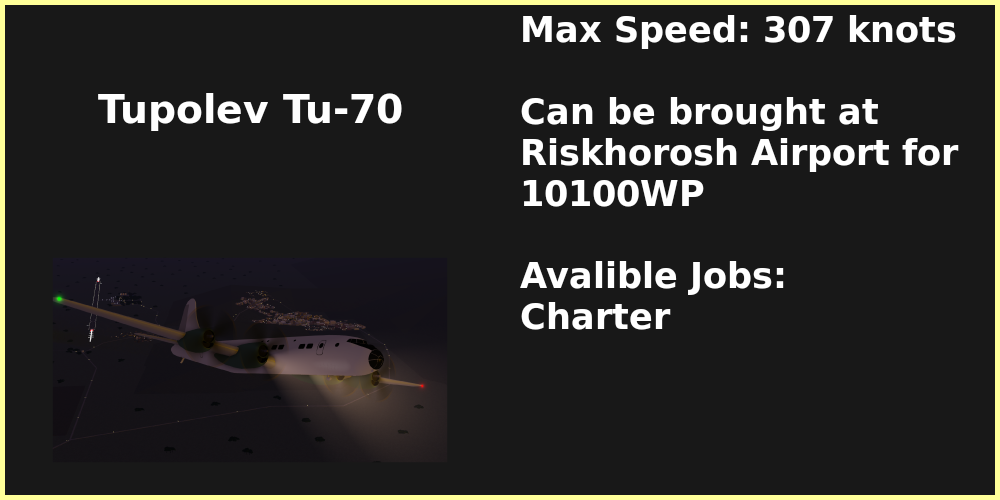 Tupolev Tu-70
Max Speed: 307 knots
Can be brought at
Riskhorosh Airport for
10100WP
Avalible Jobs:
Charter